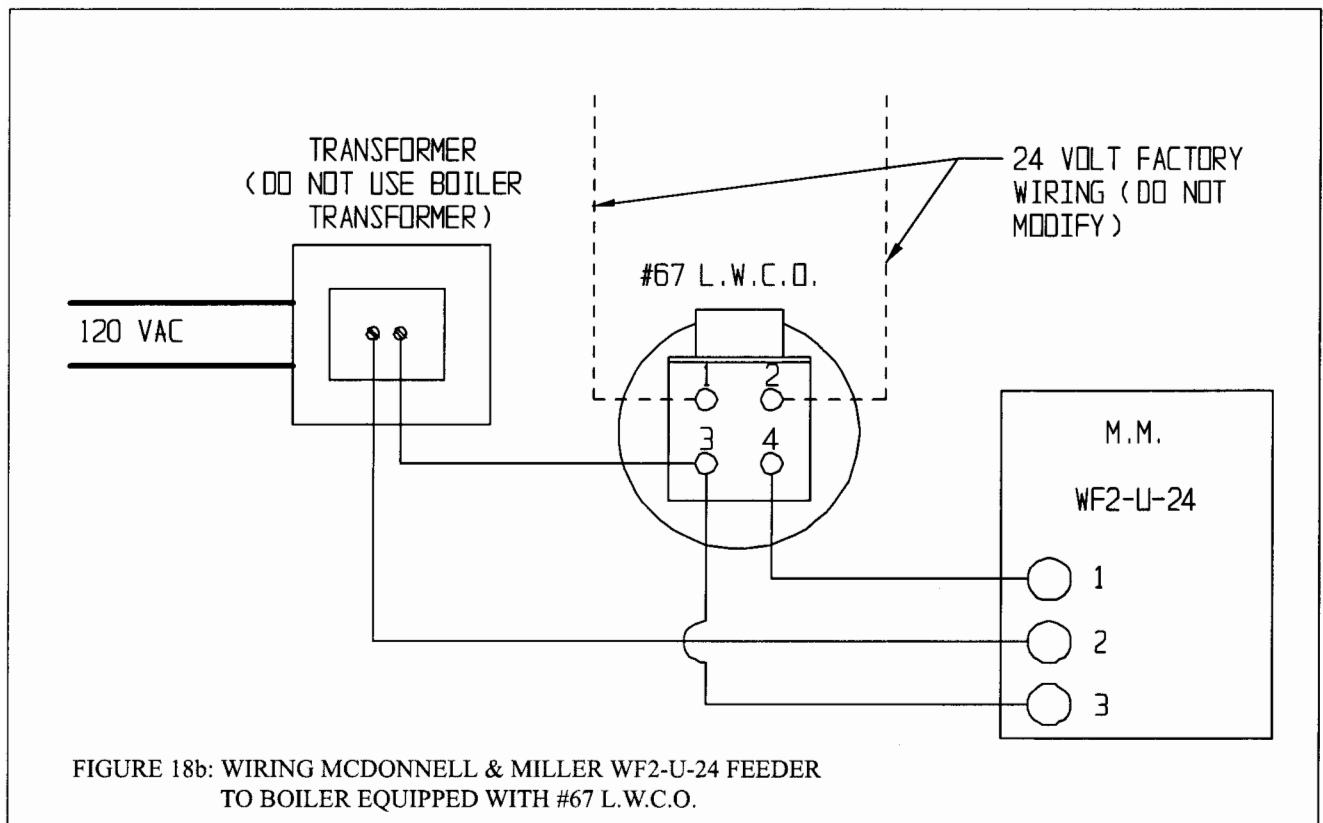 TRANSFORMER
(DO NOT USE BOILER
TRANSFORMER)
24 VOLT FACTORY
WIRING (DO NOT
MODIFY)
#67 L.W.C.O.
120 VAC
1 2
3 4
M.M.
WF2-U-24
1
2
3
FIGURE 18b: WIRING MCDONNELL & MILLER WF2-U-24 FEEDER
TO BOILER EQUIPPED WITH #67 L.W.C.O.